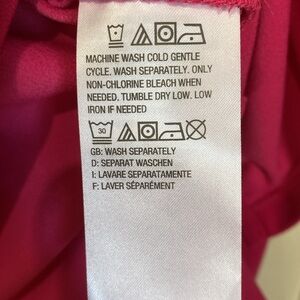 MACHINE WASH COLD GENTLE
CYCLE. WASH SEPARATELY. ONLY
NON-CHLORINE BLEACH WHEN
NEEDED. TUMBLE DRY LOW. LOW
IRON IF NEEDED
30
GB: WASH SEPARATELY
D: SEPARAT WASCHEN
I: LAVARE SEPARATAMENTE
F: LAVER SÉPARÉMENT